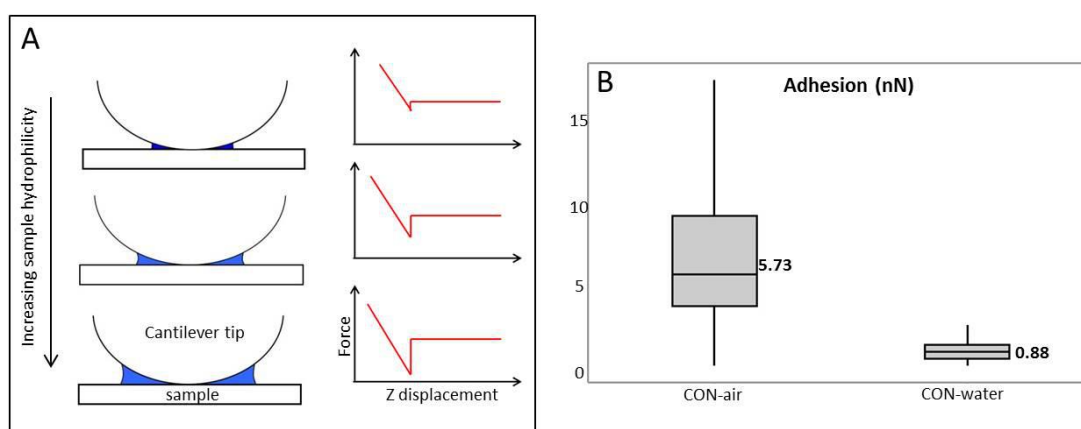 A
Increasing sample hydrophilicity
Cantilever tip
sample
Force
Z displacement
B
Adhesion (nN)
15
10
5
0
5.73
0.88
CON-air
CON-water